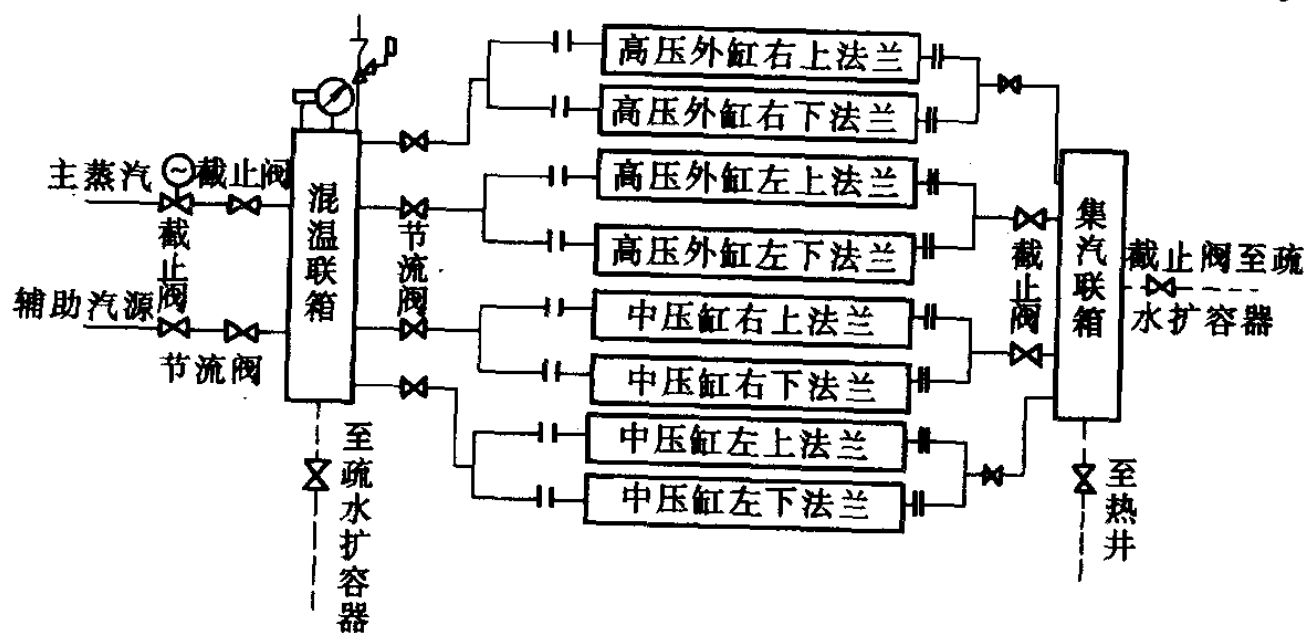 高压外缸右上法兰
高压外缸右下法兰
主蒸汽
截止阀
截止阀
混温联箱
节流阀
高压外缸左上法兰
高压外缸左下法兰
截止阀
集汽联箱
截止阀至疏
水扩容器
辅助汽源
节流阀
中压缸右上法兰
中压缸右下法兰
中压缸左上法兰
中压缸左下法兰
至疏水扩容器
至热井